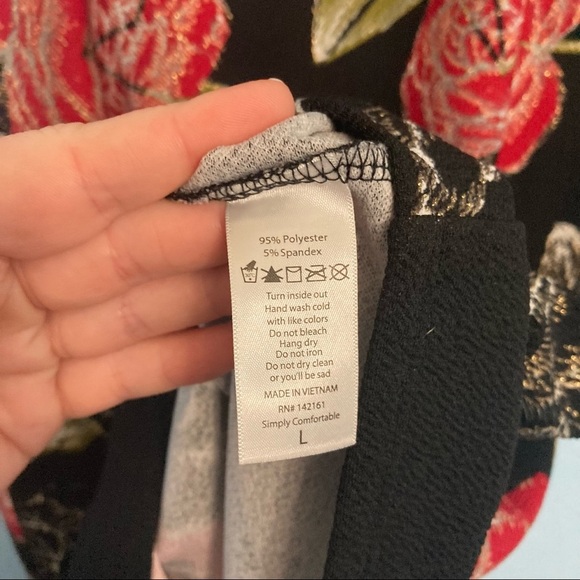 95% Polyester
5% Spandex
Turn inside out
Hand wash cold
with like colors
Do not bleach
Hang dry
Do not iron
Do not dry clean
or you'll be sad
MADE IN VIETNAM
RN# 142161
Simply Comfortable
L